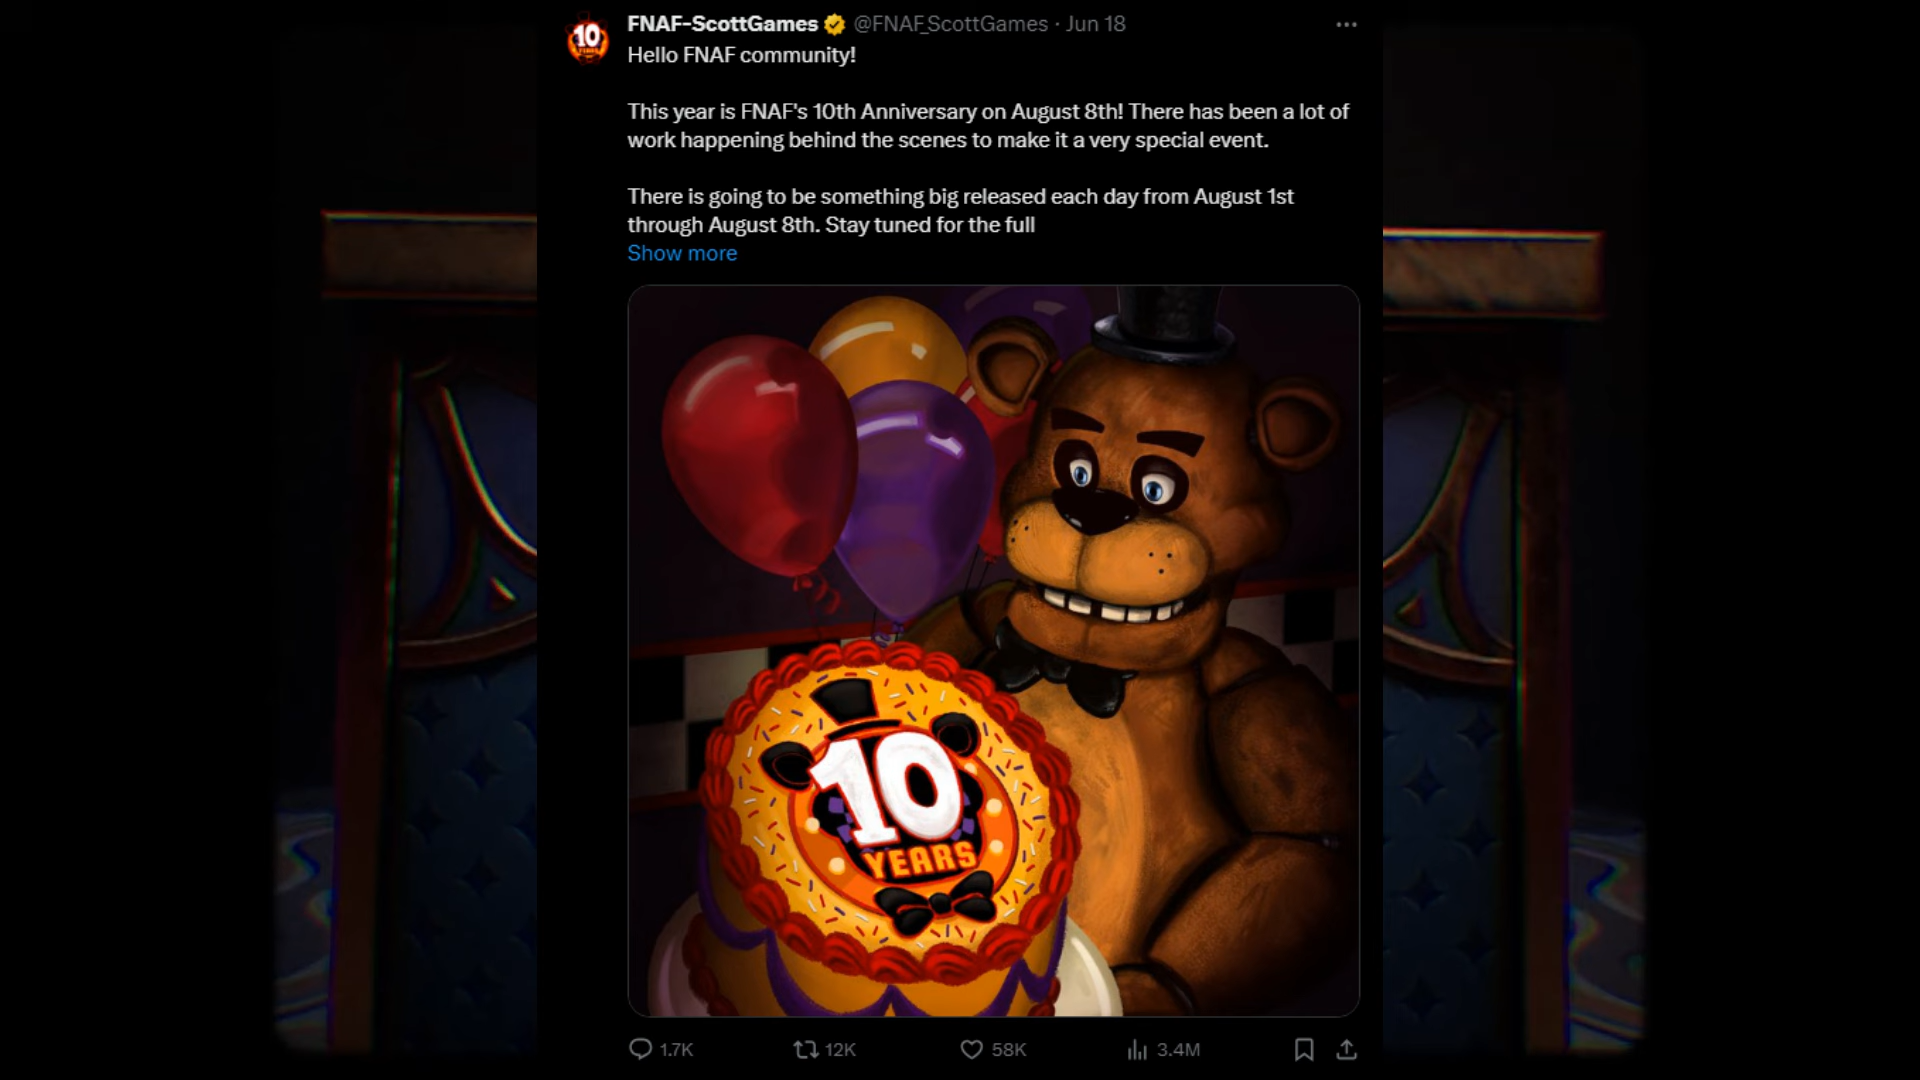 FNAF-ScottGames @FNAF_ScottGames · Jun 18
Hello FNAF community!
This year is FNAF's 10th Anniversary on August 8th! There has been a lot of
work happening behind the scenes to make it a very special event.
There is going to be something big released each day from August 1st
through August 8th. Stay tuned for the full
Show more
10
YEARS
10
YEARS
1.7K 12K 58K 3.4M